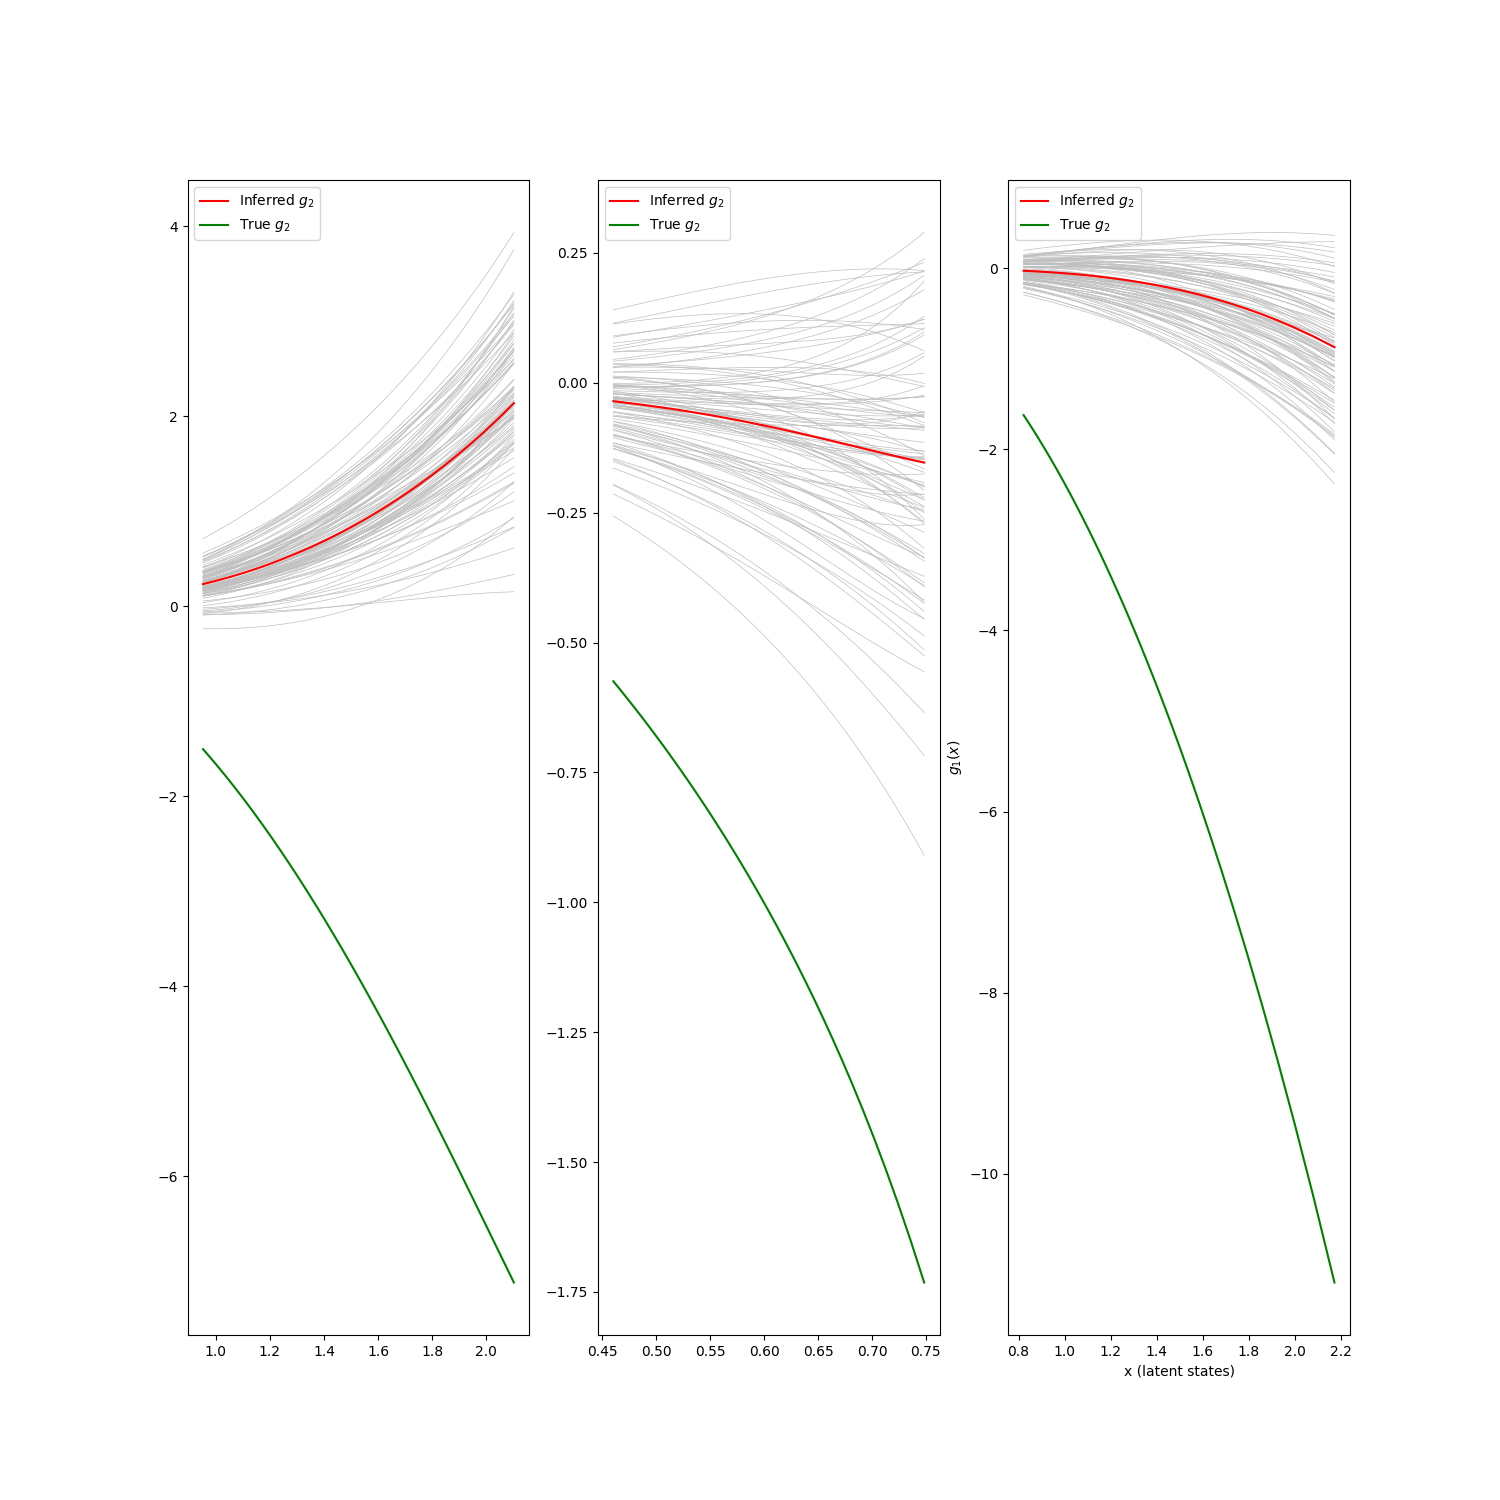 Inferred g₂
True g₂
4
2
0
−2
−4
−6
1.0 1.2 1.4 1.6 1.8 2.0
Inferred g₂
True g₂
0.25
0.00
−0.25
−0.50
−0.75
−1.00
−1.25
−1.50
−1.75
0.45 0.50 0.55 0.60 0.65 0.70 0.75
Inferred g₂
True g₂
g₁(x)
0
−2
−4
−6
−8
−10
0.8 1.0 1.2 1.4 1.6 1.8 2.0 2.2
x (latent states)